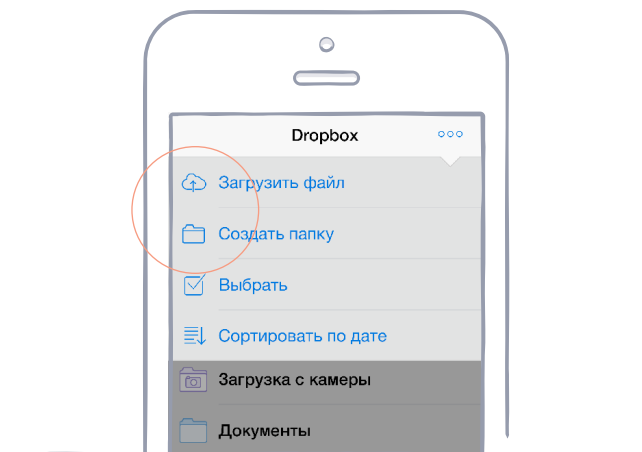 Dropbox
Загрузить файл
Создать папку
Выбрать
Сортировать по дате
Загрузка с камеры
Документы